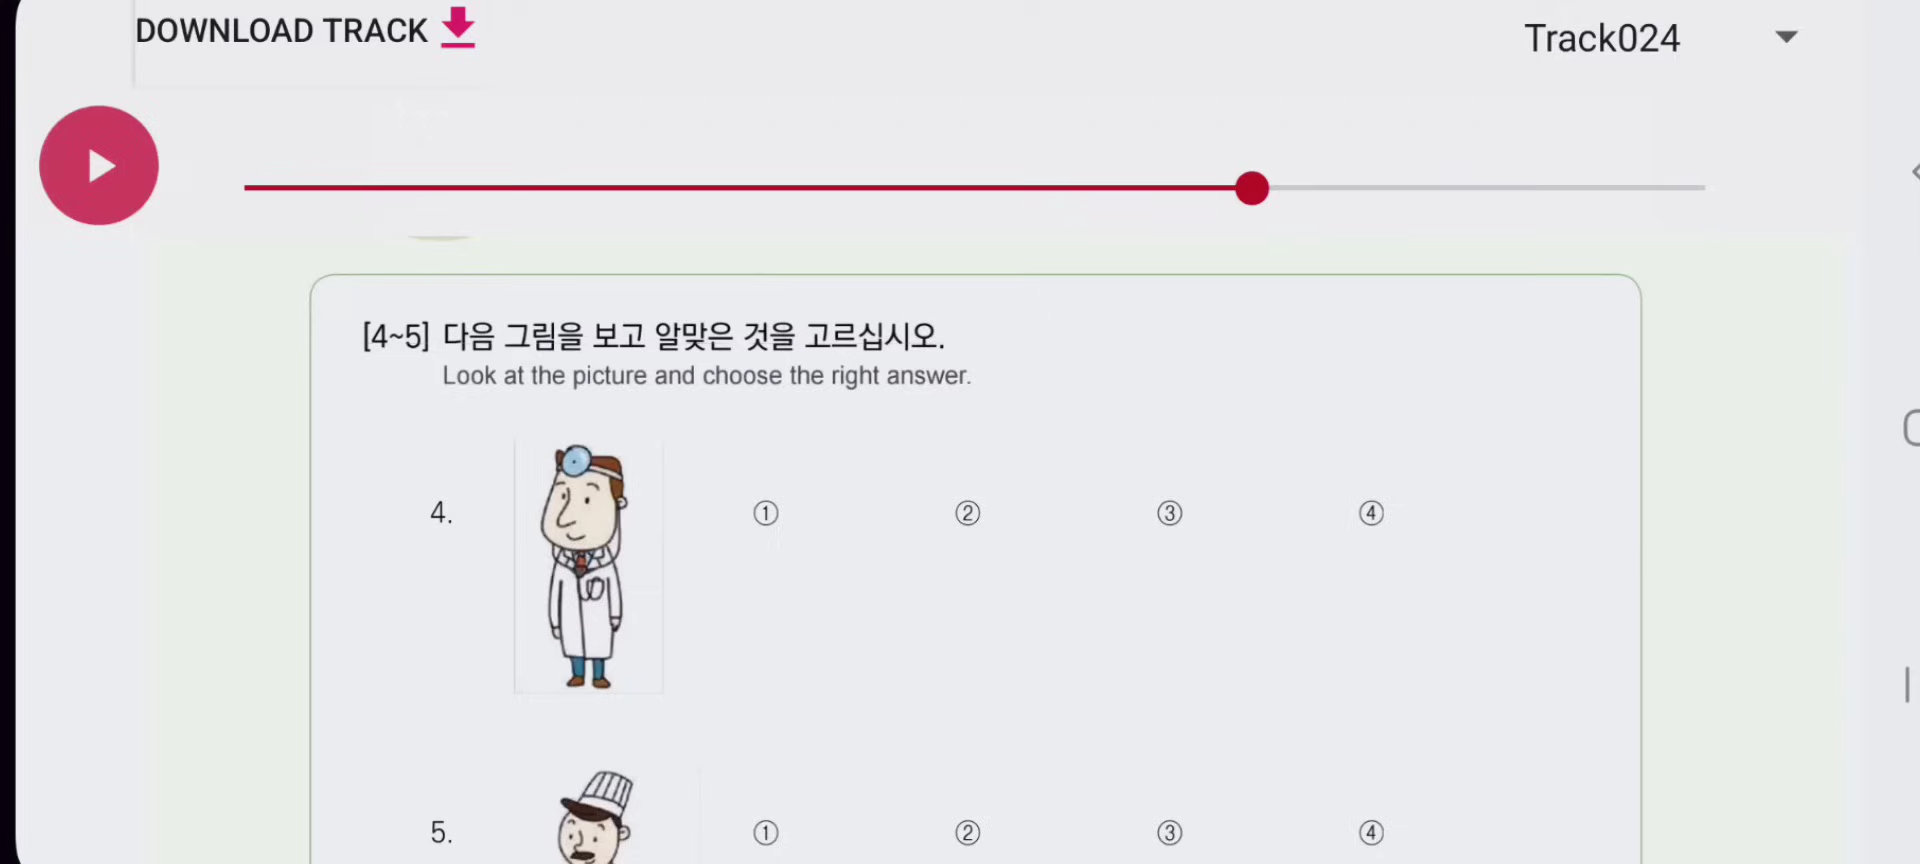 DOWNLOAD TRACK
Track024
[4~5] 다음 그림을 보고 알맞은 것을 고르십시오.
Look at the picture and choose the right answer.
4. ① ② ③ ④
5. ① ② ③ ④